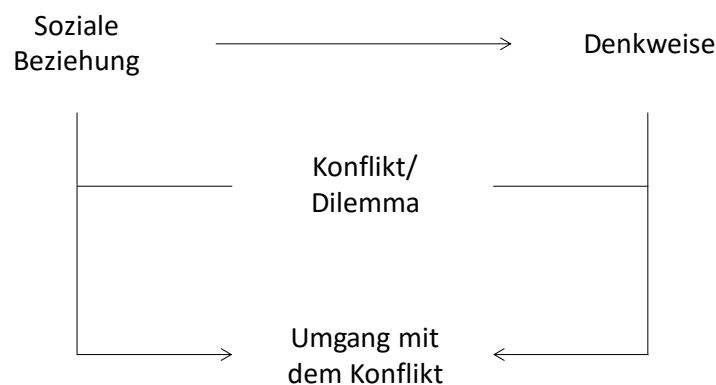 Soziale
Beziehung
Denkweise
Konflikt/
Dilemma
Umgang mit
dem Konflikt